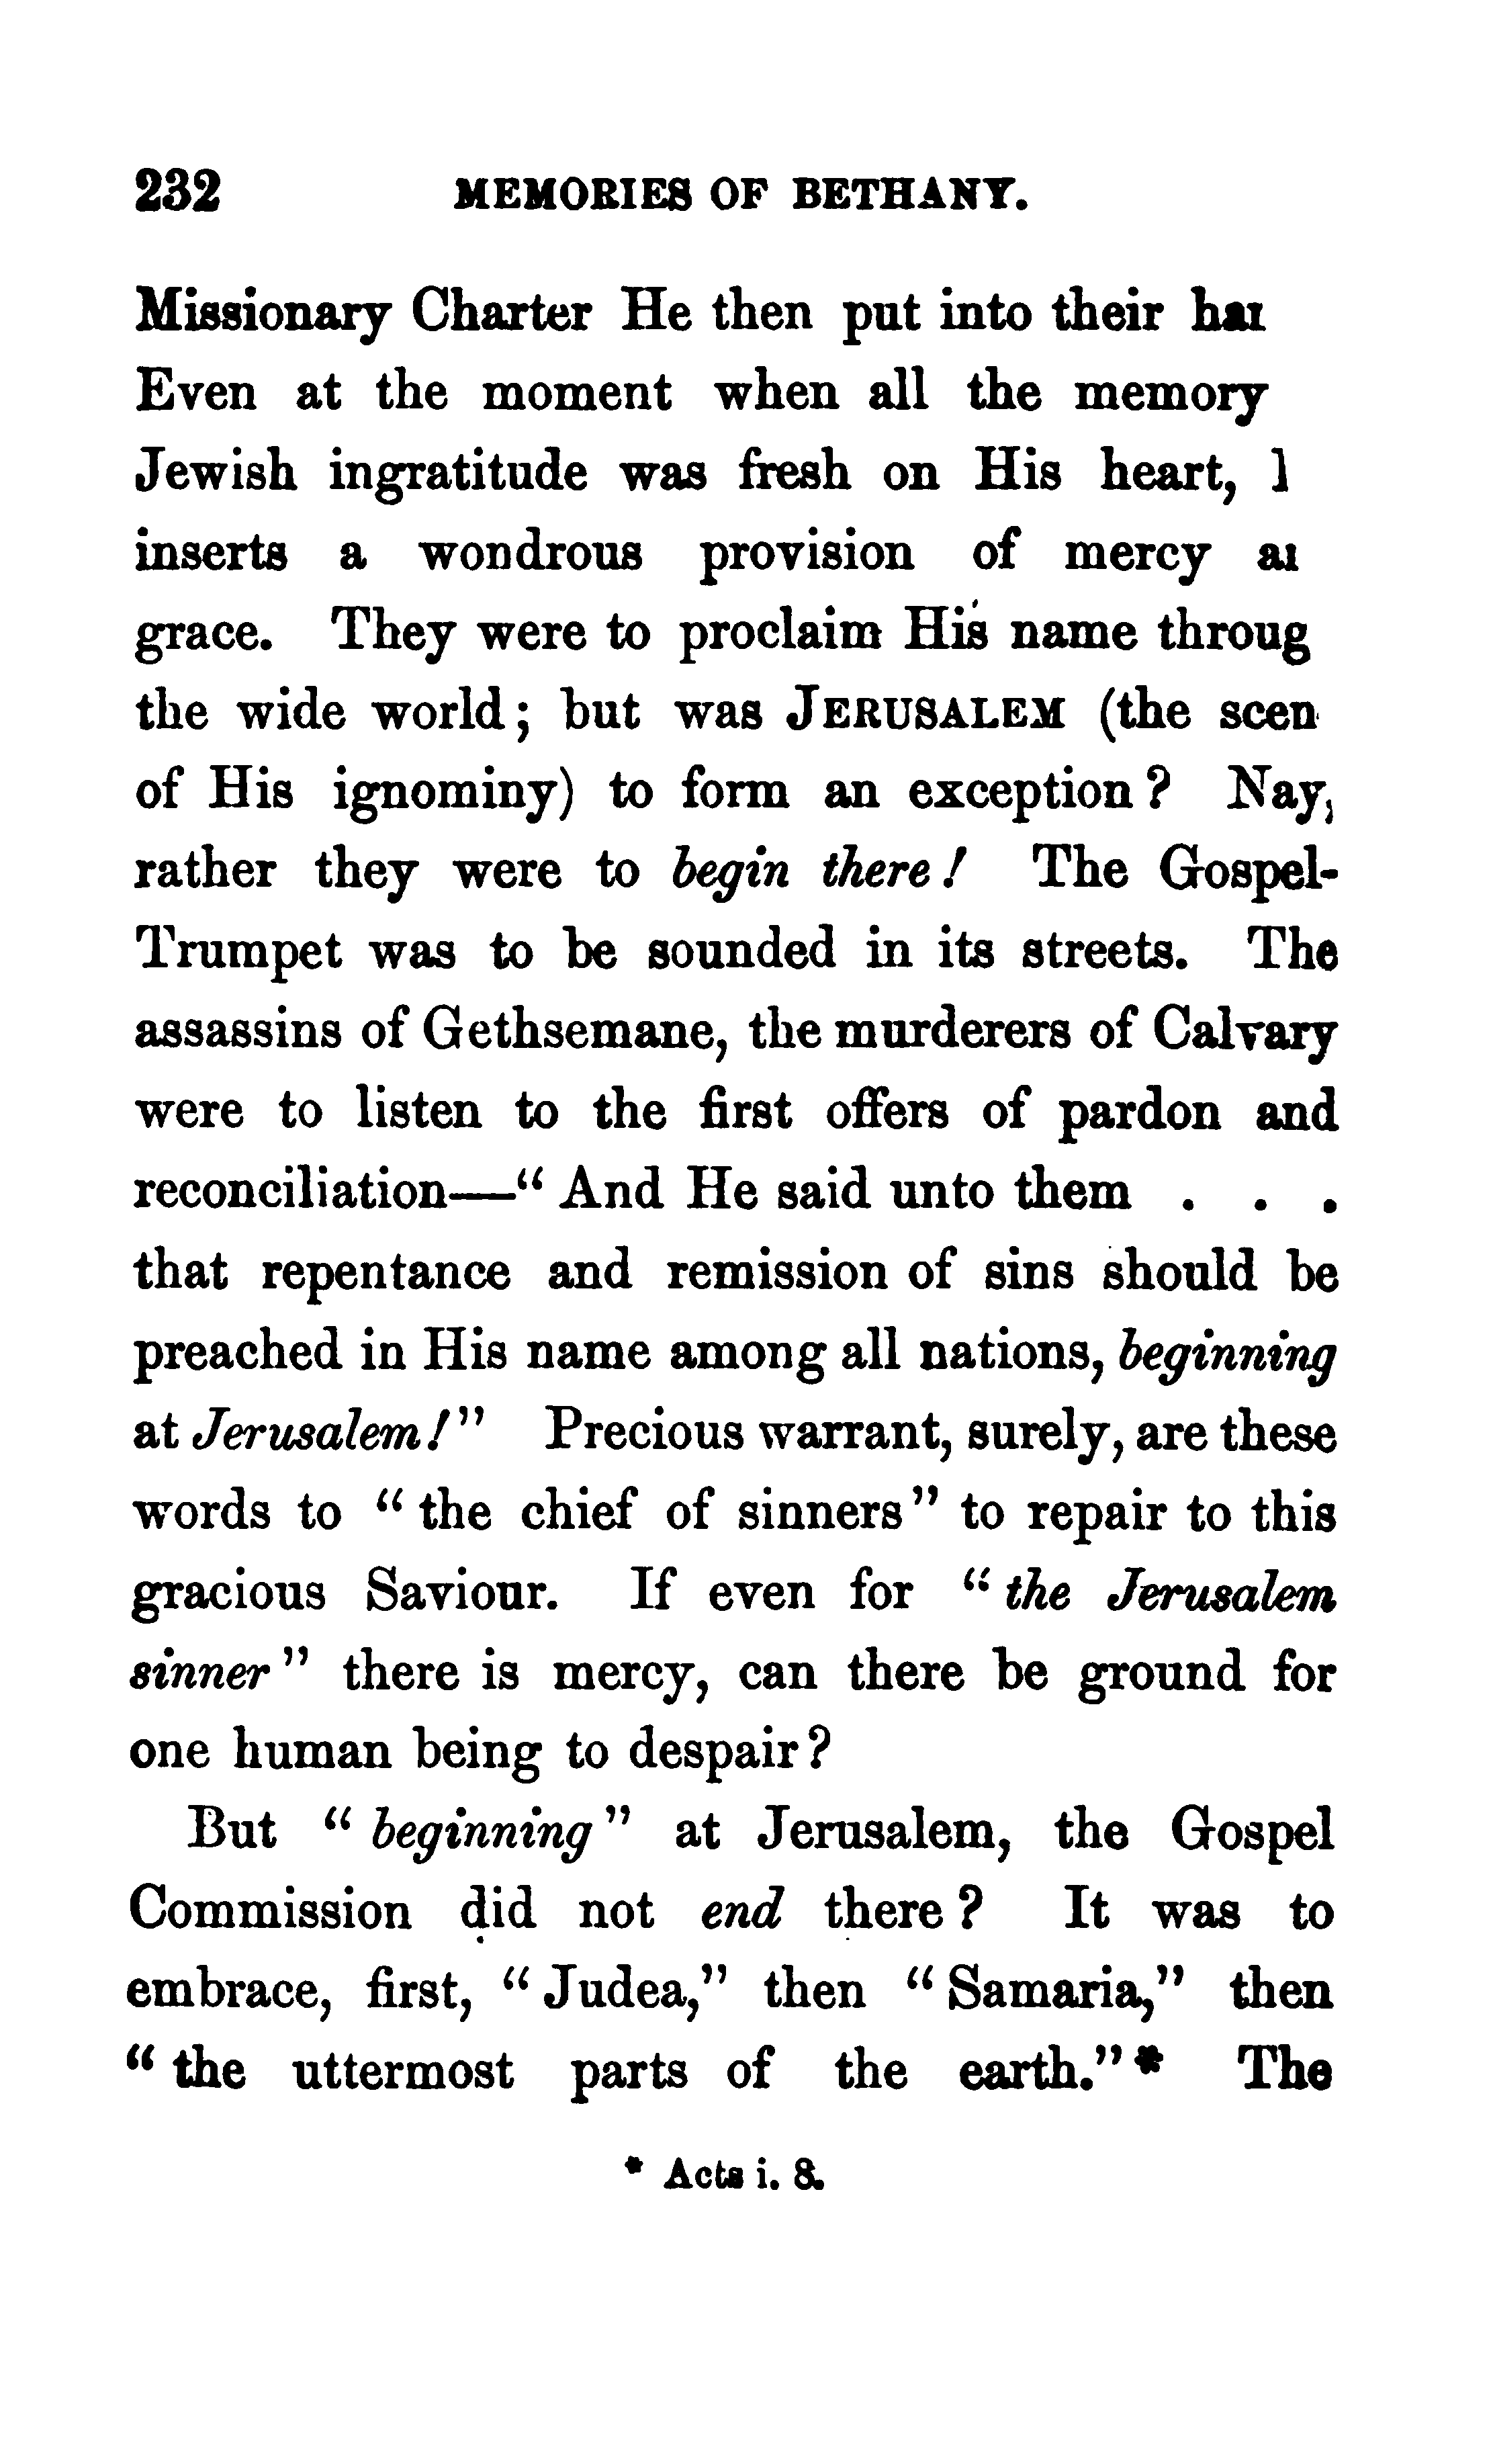 232 MEMORIES OF BETHANY.
Missionary Charter He then put into their
Even at the moment when all the memory
Jewish ingratitude was fresh on His heart,
inserts a wondrous provision of mercy
grace. They were to proclaim His name throug
the wide world; but was JERUSALEM (the scen
of His ignominy) to form an exception? Nay,
rather they were to begin there! The Gospel-
Trumpet was to be sounded in its streets. The
assassins of Gethsemane, the murderers of Calvary
were to listen to the first offers of pardon and
reconciliation—“And He said unto them . . .
that repentance and remission of sins should be
preached in His name among all nations, beginning
at Jerusalem!” Precious warrant, surely, are these
words to “the chief of sinners” to repair to this
gracious Saviour. If even for “the Jerusalem
sinner” there is mercy, can there be ground for
one human being to despair?
But “beginning” at Jerusalem, the Gospel
Commission did not end there? It was to
embrace, first, “Judea,” then “Samaria,” then
“the uttermost parts of the earth.”* The
* Acts i. 8.